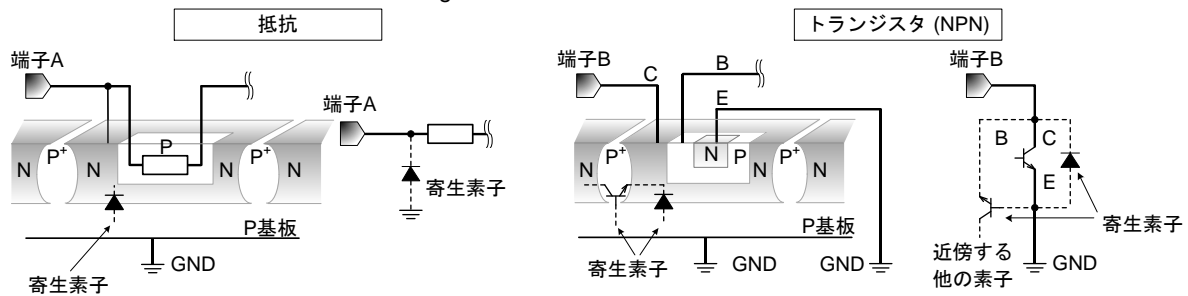 g
抵抗
トランジスタ (NPN)
端子A
N
P+
N
P
N
P+
N
P基板
寄生素子
GND
端子A
寄生素子
端子B
C
B
E
N
P+
N
N
P
P+
N
P基板
寄生素子
GND
GND
端子B
B
C
E
寄生素子
近傍する
他の素子
GND